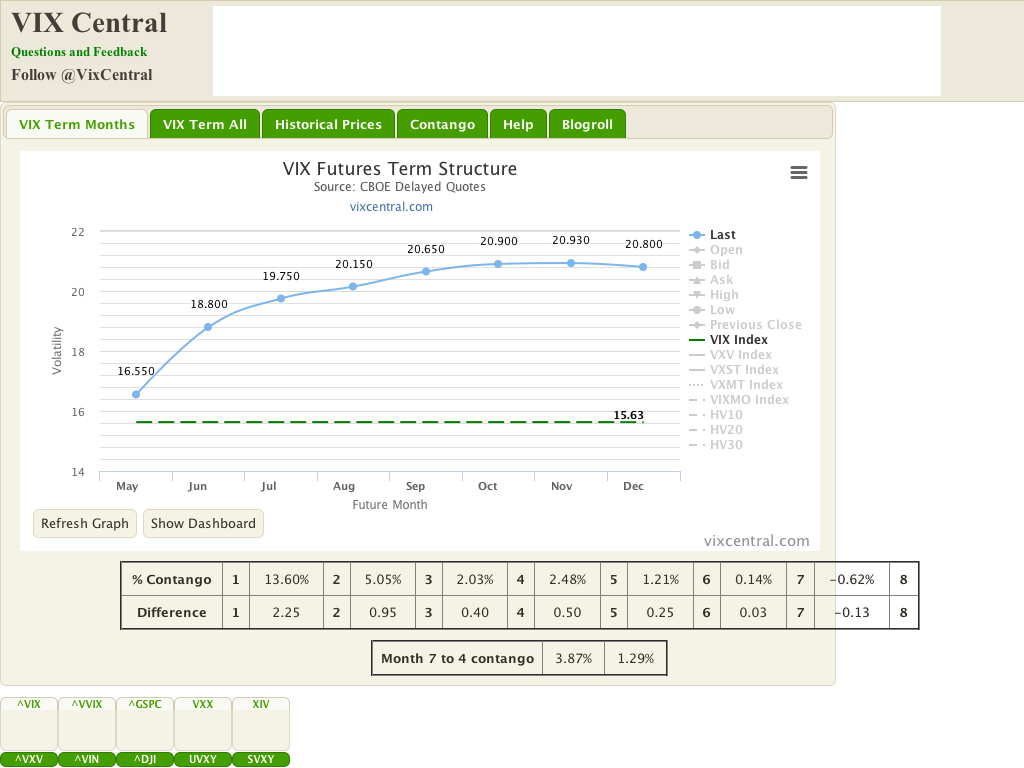 VIX Central
Questions and Feedback
Follow @VixCentral
VIX Term Months VIX Term All Historical Prices Contango Help Blogroll
VIX Futures Term Structure
Source: CBOE Delayed Quotes
vixcentral.com
22
20
18
16
14
Volatility
16.550
18.800
19.750
20.150
20.650
20.900
20.930
20.800
15.63
May Jun Jul Aug Sep Oct Nov Dec
Future Month
Last
Open
Bid
Ask
High
Low
Previous Close
VIX Index
VXV Index
VXST Index
VXMT Index
VIXMO Index
HV10
HV20
HV30
Refresh Graph Show Dashboard
vixcentral.com
% Contango 1 13.60% 2 5.05% 3 2.03% 4 2.48% 5 1.21% 6 0.14% 7 -0.62% 8
Difference 1 2.25 2 0.95 3 0.40 4 0.50 5 0.25 6 0.03 7 -0.13 8
Month 7 to 4 contango 3.87% 1.29%
^VIX ^VVIX ^GSPC VXX XIV
^VXV ^VIN ^DJI UVXY SVXY